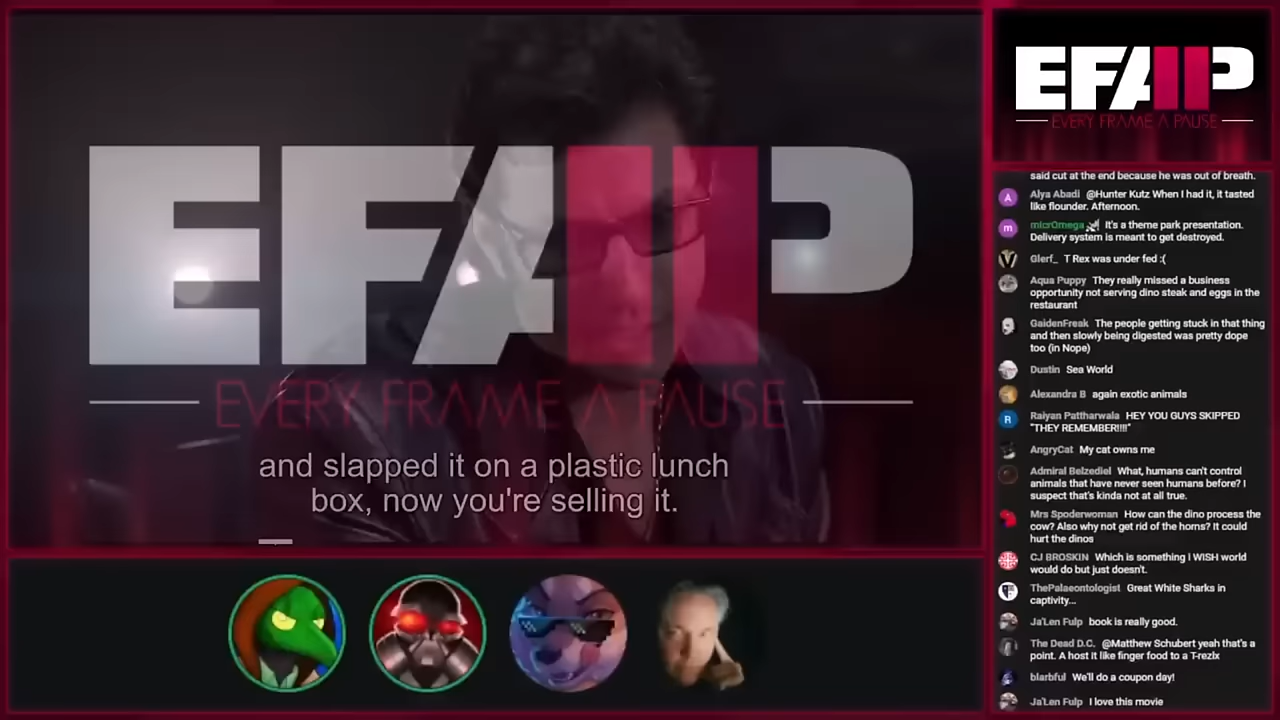 EFAP
EVERY FRAME A PAUSE
and slapped it on a plastic lunch
box, now you're selling it.
EFAP
EVERY FRAME A PAUSE
said cut at the end because he was out of breath.
A
Alya Abadi @Hunter Kutz When I had it, it tasted
like flounder. Afternoon.
m
micrOmega It's a theme park presentation.
Delivery system is meant to get destroyed.
Glerf_ T Rex was under fed :(
Aqua Puppy They really missed a business
opportunity not serving dino steak and eggs in the
restaurant
GaidenFreak The people getting stuck in that thing
and then slowly being digested was pretty dope
too (in Nope)
Dustin Sea World
Alexandra B again exotic animals
R
Raiyan Pattharwala HEY YOU GUYS SKIPPED
"THEY REMEMBER!!!!"
AngryCat My cat owns me
Admiral Belzediel What, humans can't control
animals that have never seen humans before? I
suspect that's kinda not at all true.
Mrs Spoderwoman How can the dino process the
cow? Also why not get rid of the horns? It could
hurt the dinos
CJ BROSKIN Which is something I WISH world
would do but just doesn't.
ThePalaeontologist Great White Sharks in
captivity...
Ja'Len Fulp book is really good.
The Dead D.C. @Matthew Schubert yeah that's a
point. A host it like finger food to a T-rezlx
blarbful We'll do a coupon day!
Ja'Len Fulp I love this movie